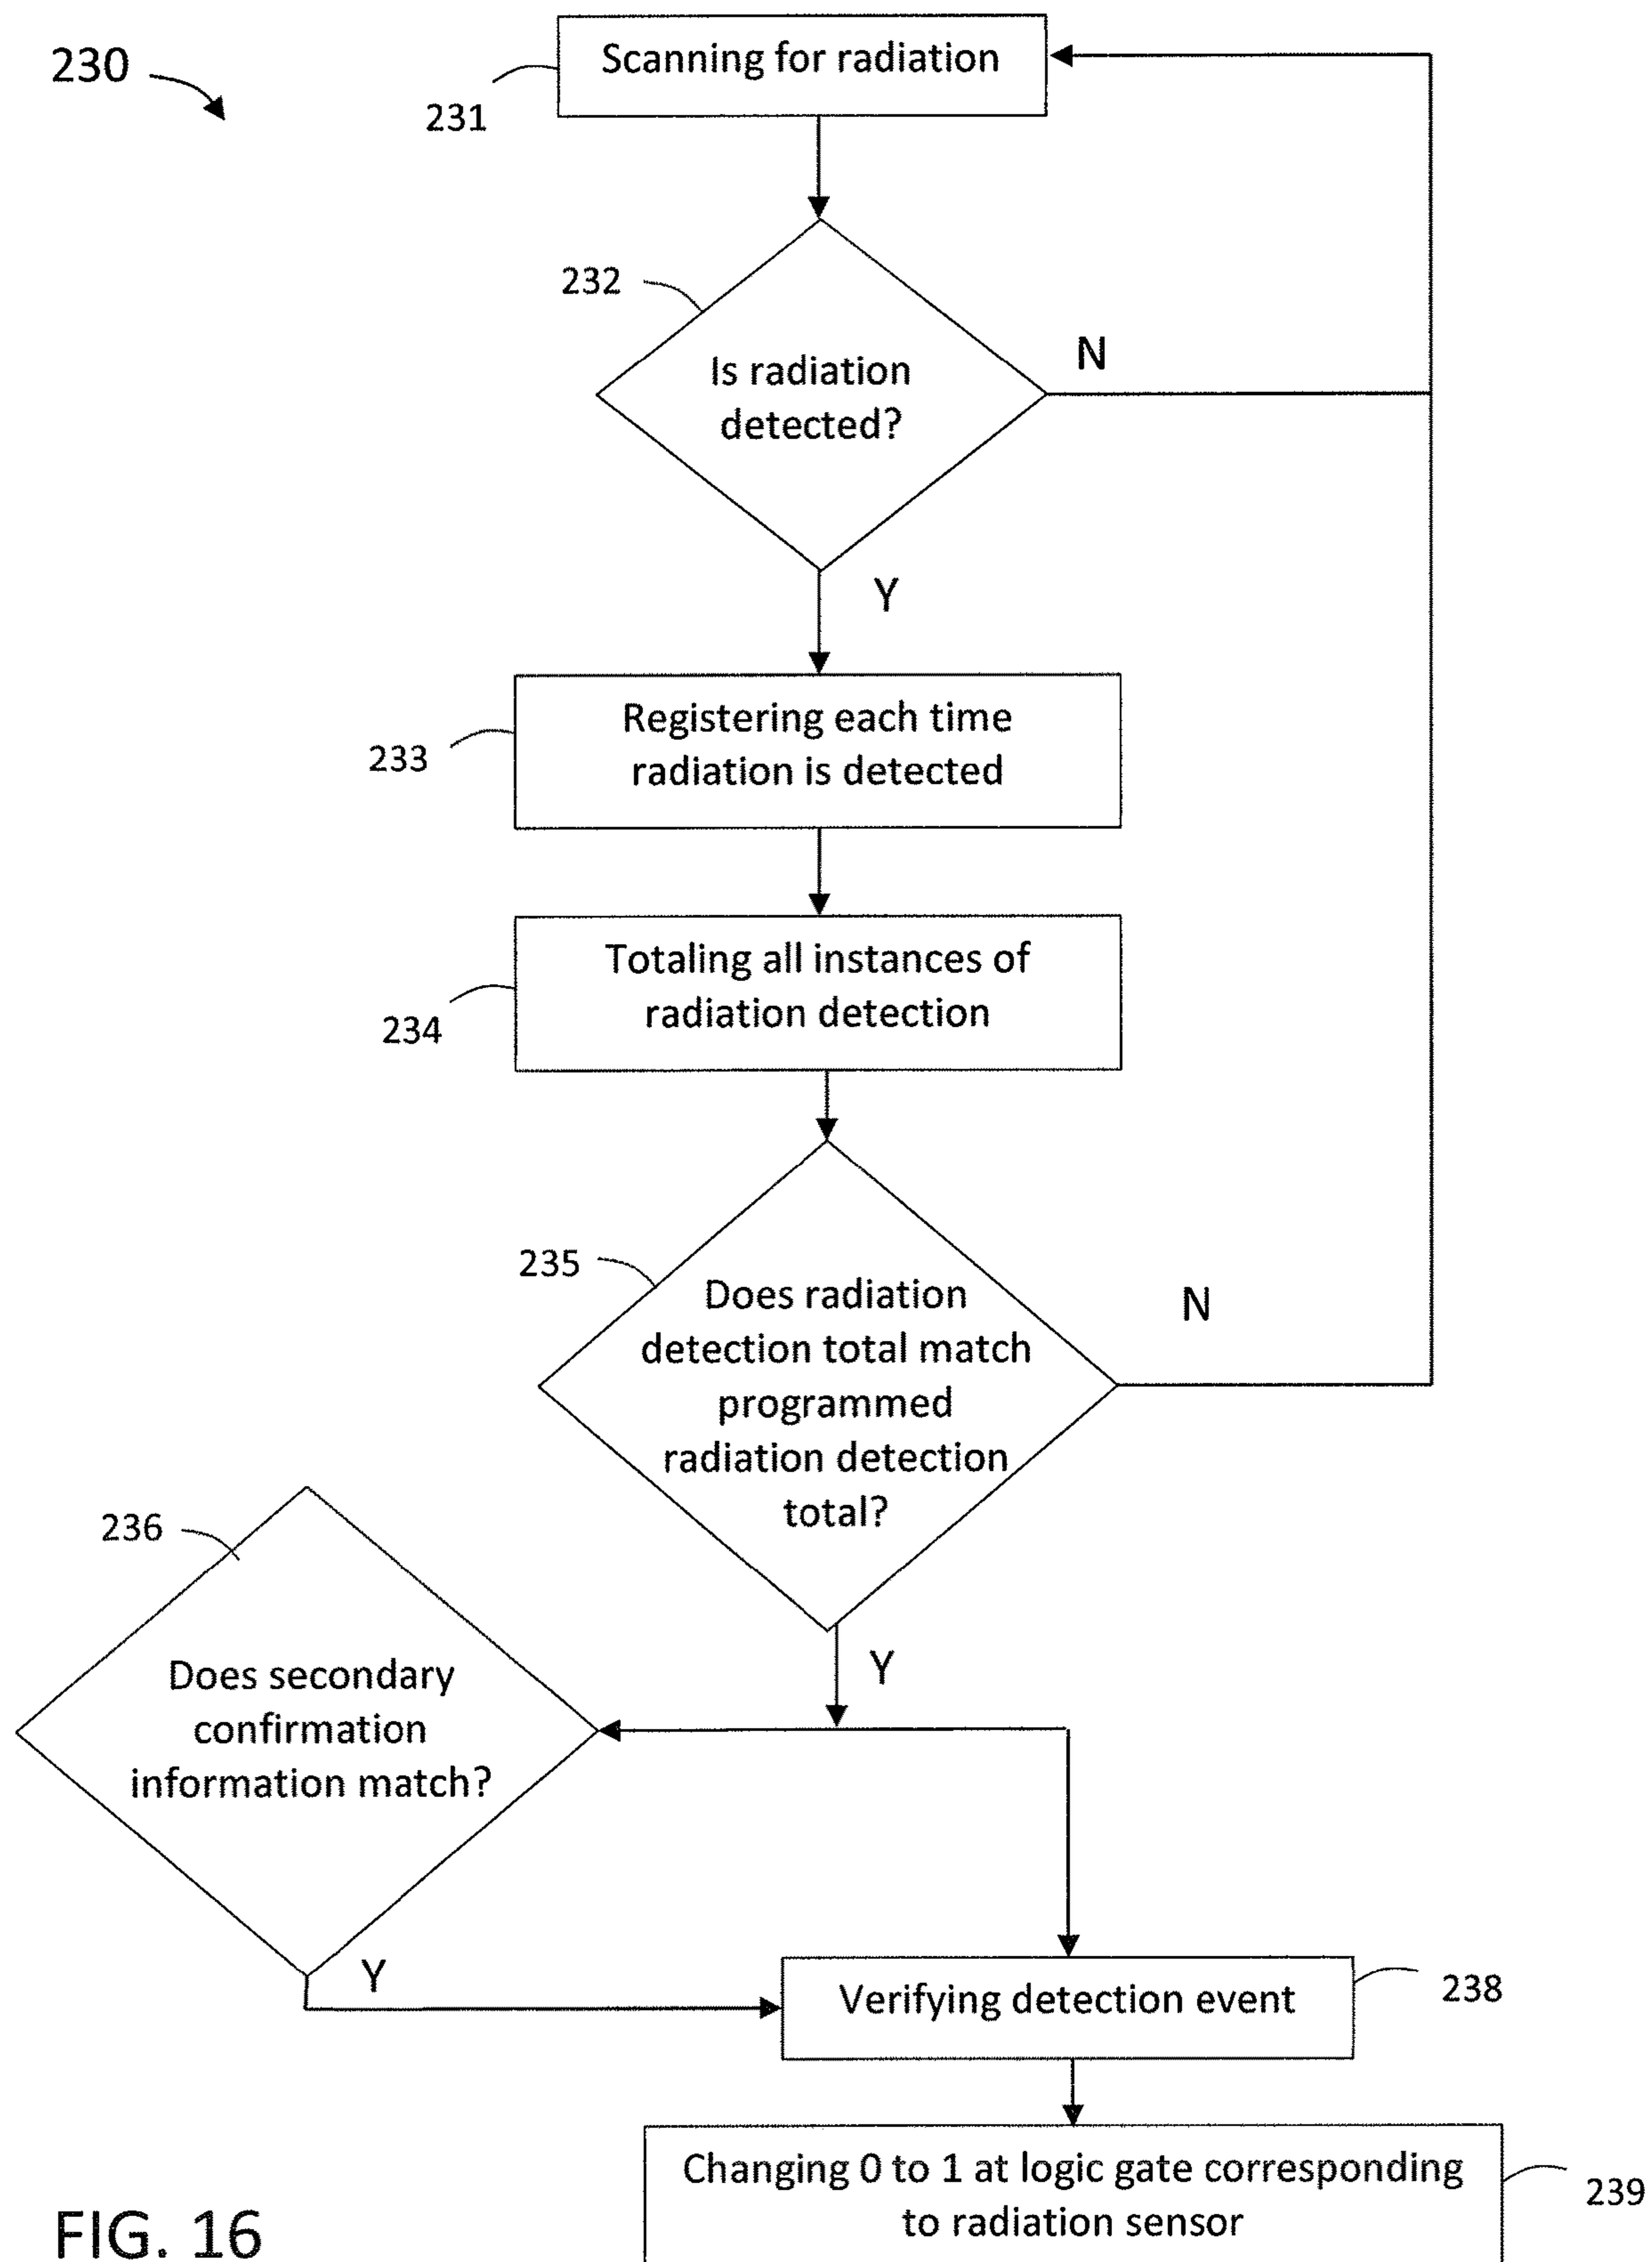 230
Scanning for radiation
231
232
Is radiation
detected?
N
Y
233
Registering each time
radiation is detected
234
Totaling all instances of
radiation detection
235
Does radiation
detection total match
programmed
radiation detection
total?
N
Y
236
Does secondary
confirmation
information match?
Y
Verifying detection event
238
Changing 0 to 1 at logic gate corresponding
to radiation sensor
239
FIG. 16